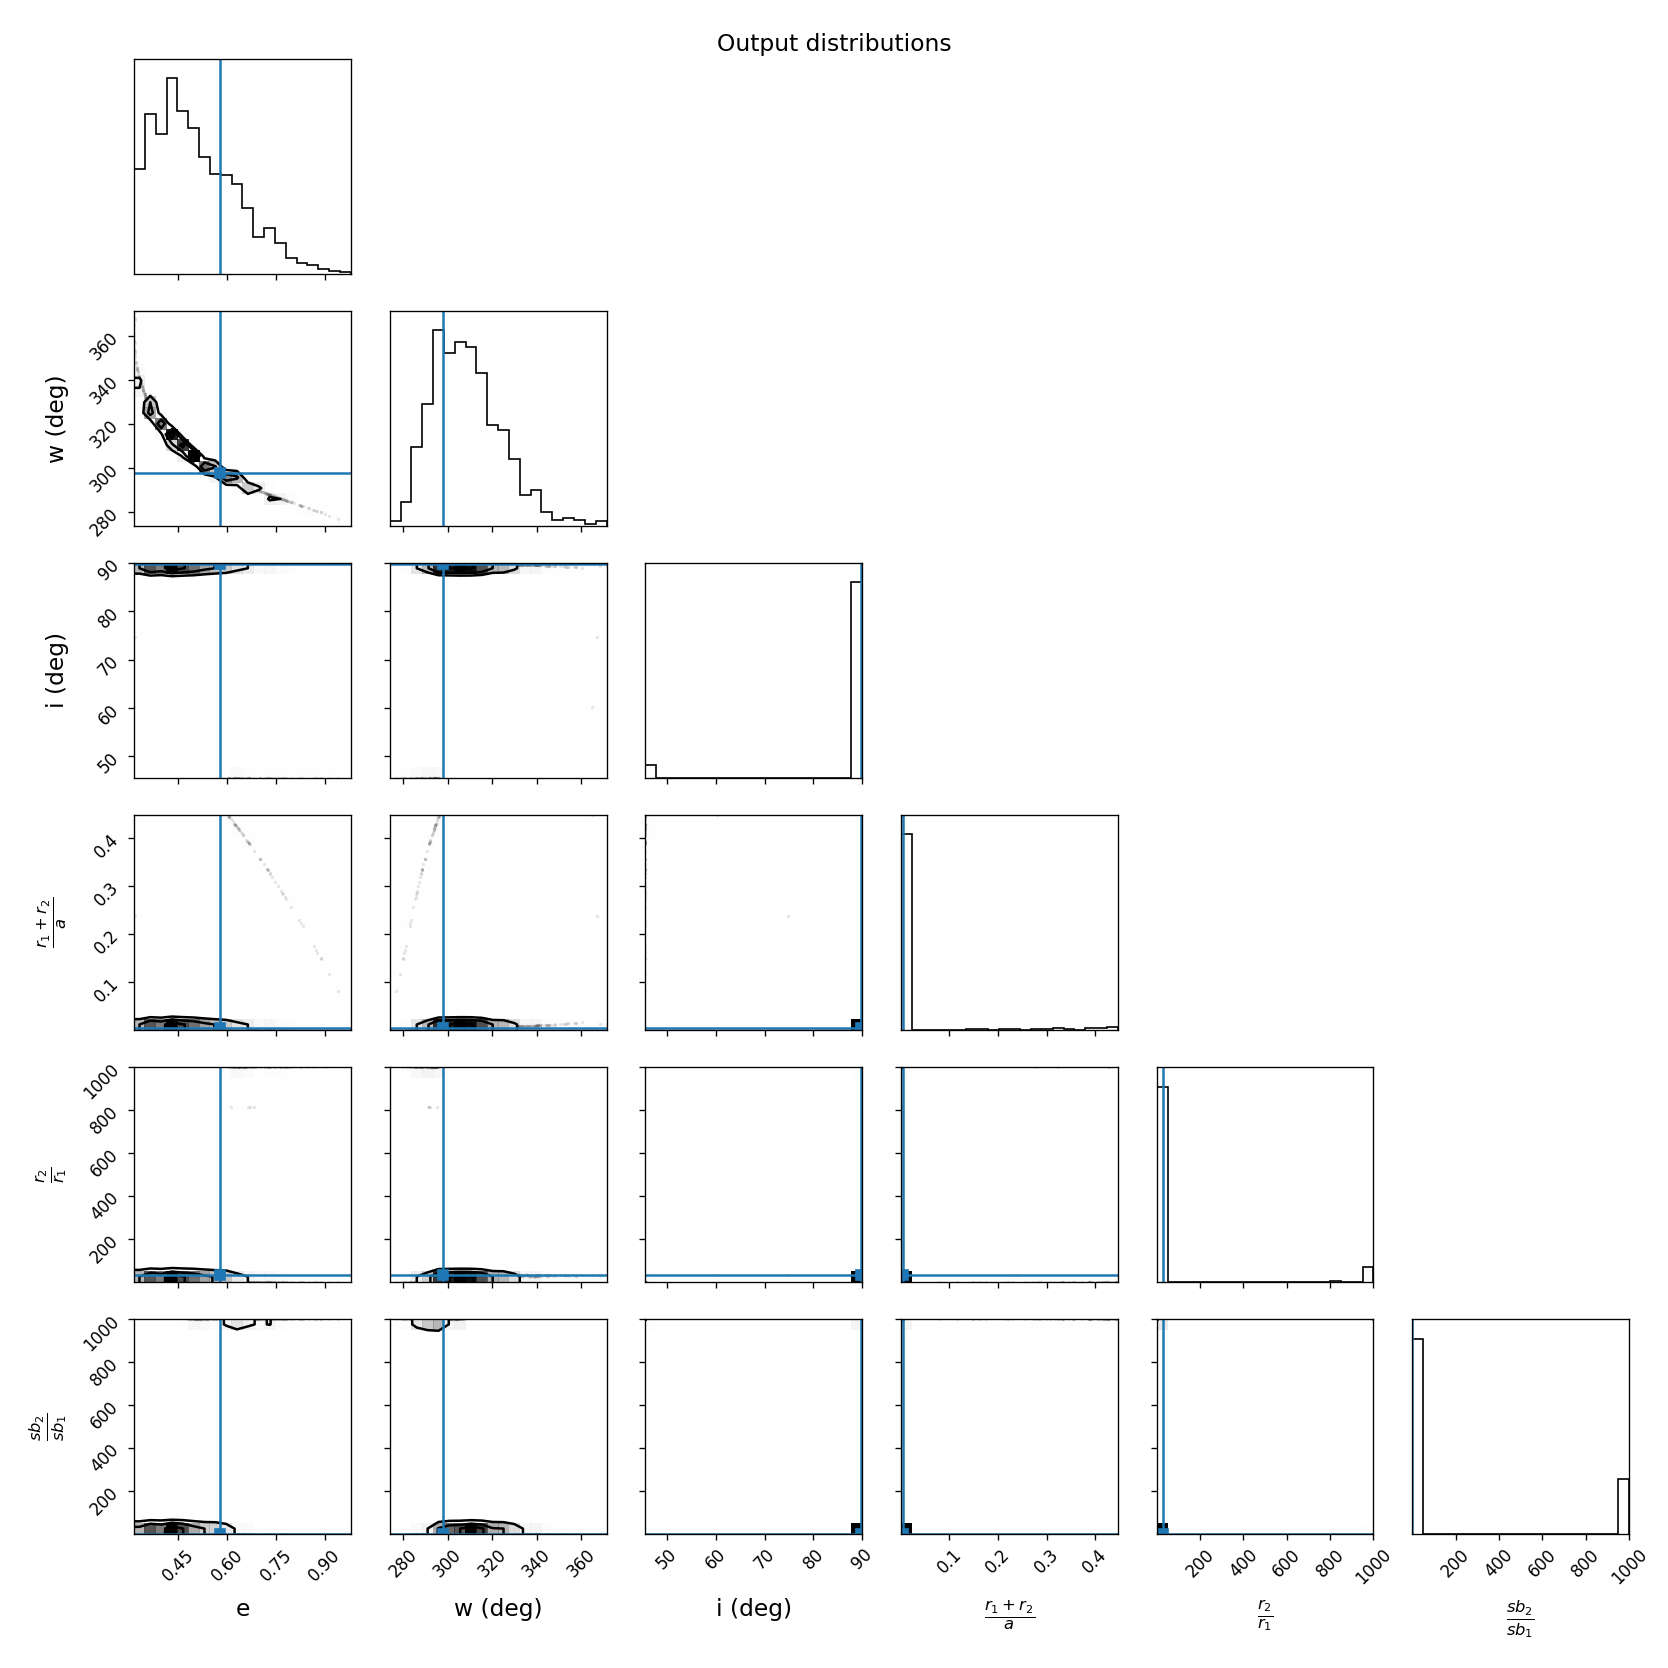 Output distributions
360
340
320
300
280
w (deg)
90
80
70
60
50
i (deg)
0.4
0.3
0.2
0.1
r₁ + r₂
a
1000
800
600
400
200
r₂
r₁
1000
800
600
400
200
sb₂
sb₁
0.45 0.60 0.75 0.90 280 300 320 340 360 50 60 70 80 90 0.1 0.2 0.3 0.4 200 400 600 800 1000 200 400 600 800 1000
e w (deg) i (deg) r₁ + r₂ r₂ sb₂
a r₁ sb₁